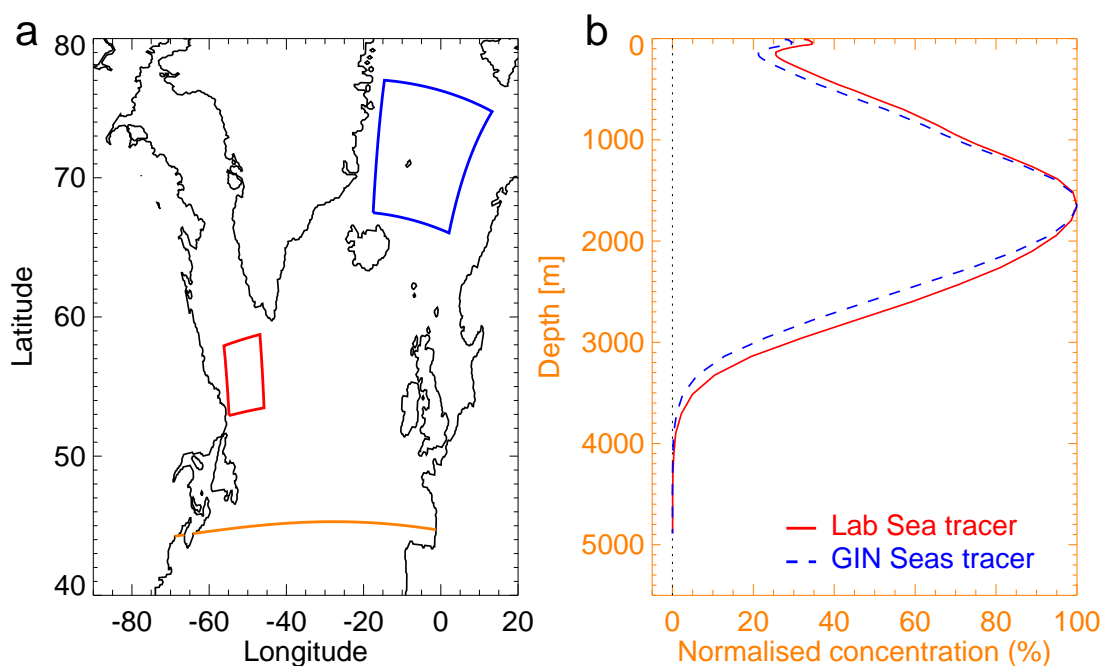 a
80
70
60
50
40
Latitude
-80 -60 -40 -20 0 20
Longitude
b
0
1000
2000
3000
4000
5000
Depth [m]
Lab Sea tracer
GIN Seas tracer
0 20 40 60 80 100
Normalised concentration (%)